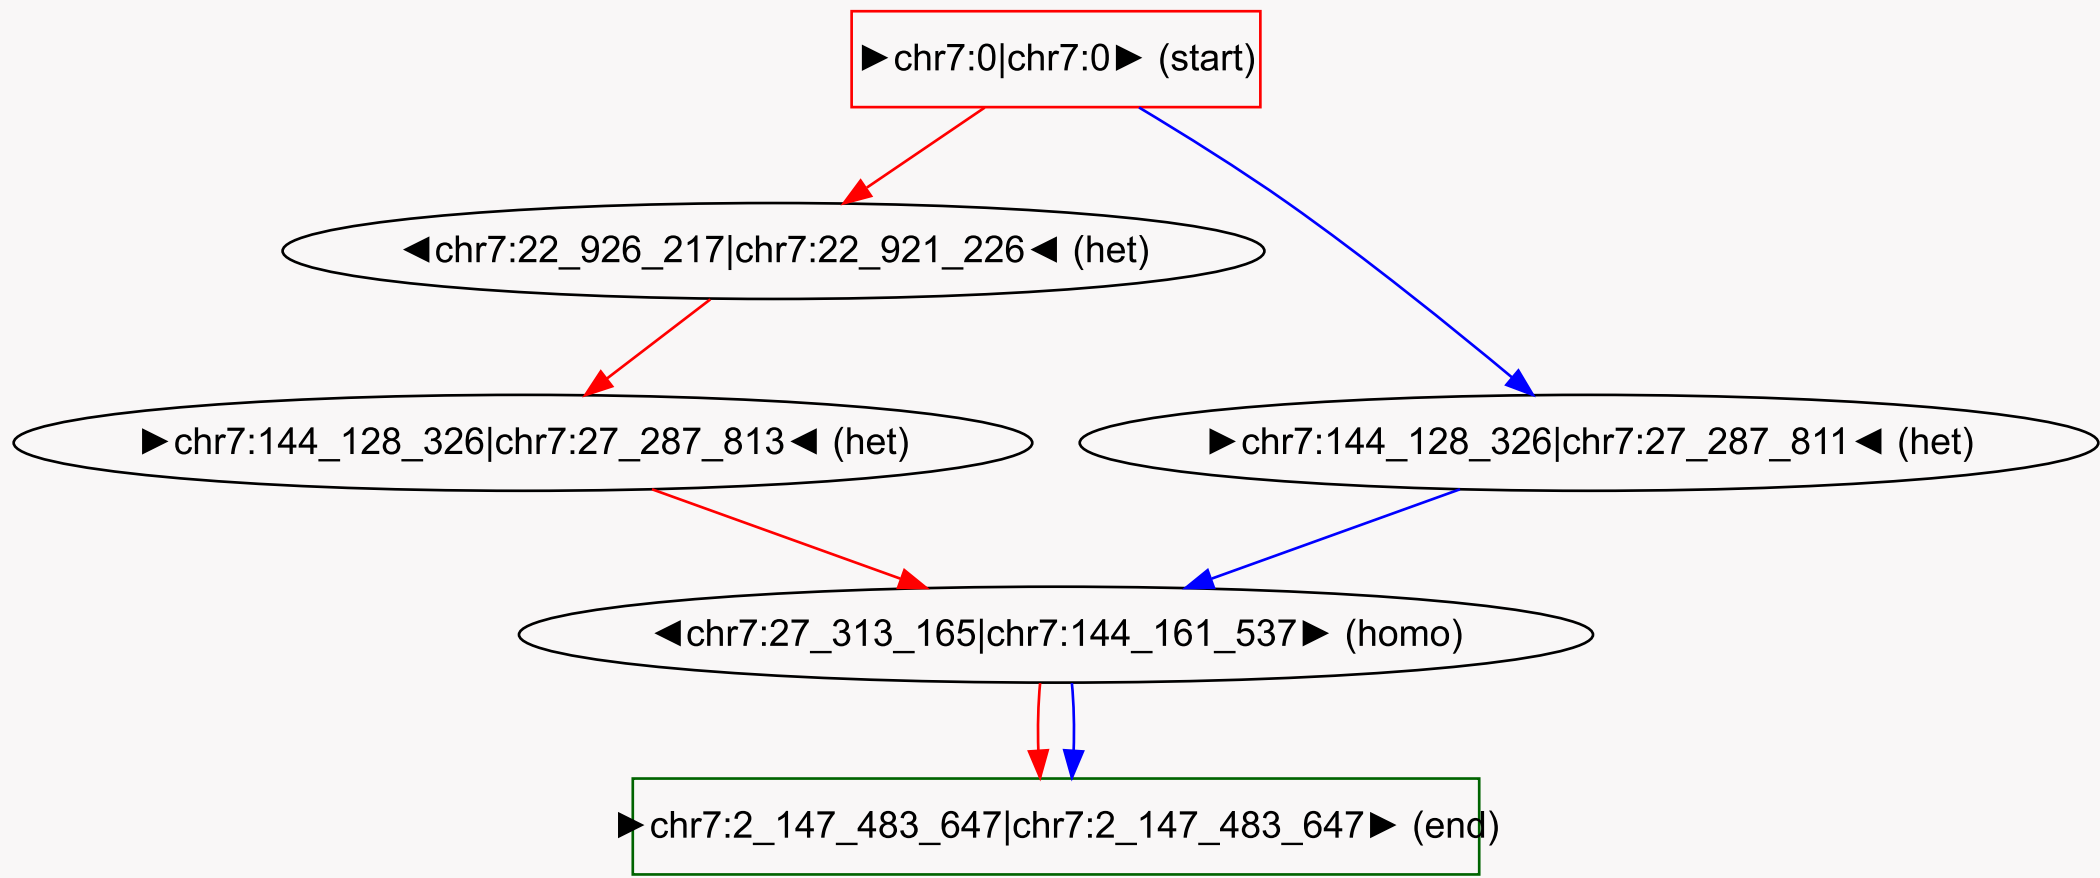 ►chr7:0|chr7:0► (start)
◄chr7:22_926_217|chr7:22_921_226◄ (het)
►chr7:144_128_326|chr7:27_287_813◄ (het)
►chr7:144_128_326|chr7:27_287_811◄ (het)
◄chr7:27_313_165|chr7:144_161_537► (homo)
►chr7:2_147_483_647|chr7:2_147_483_647► (end)